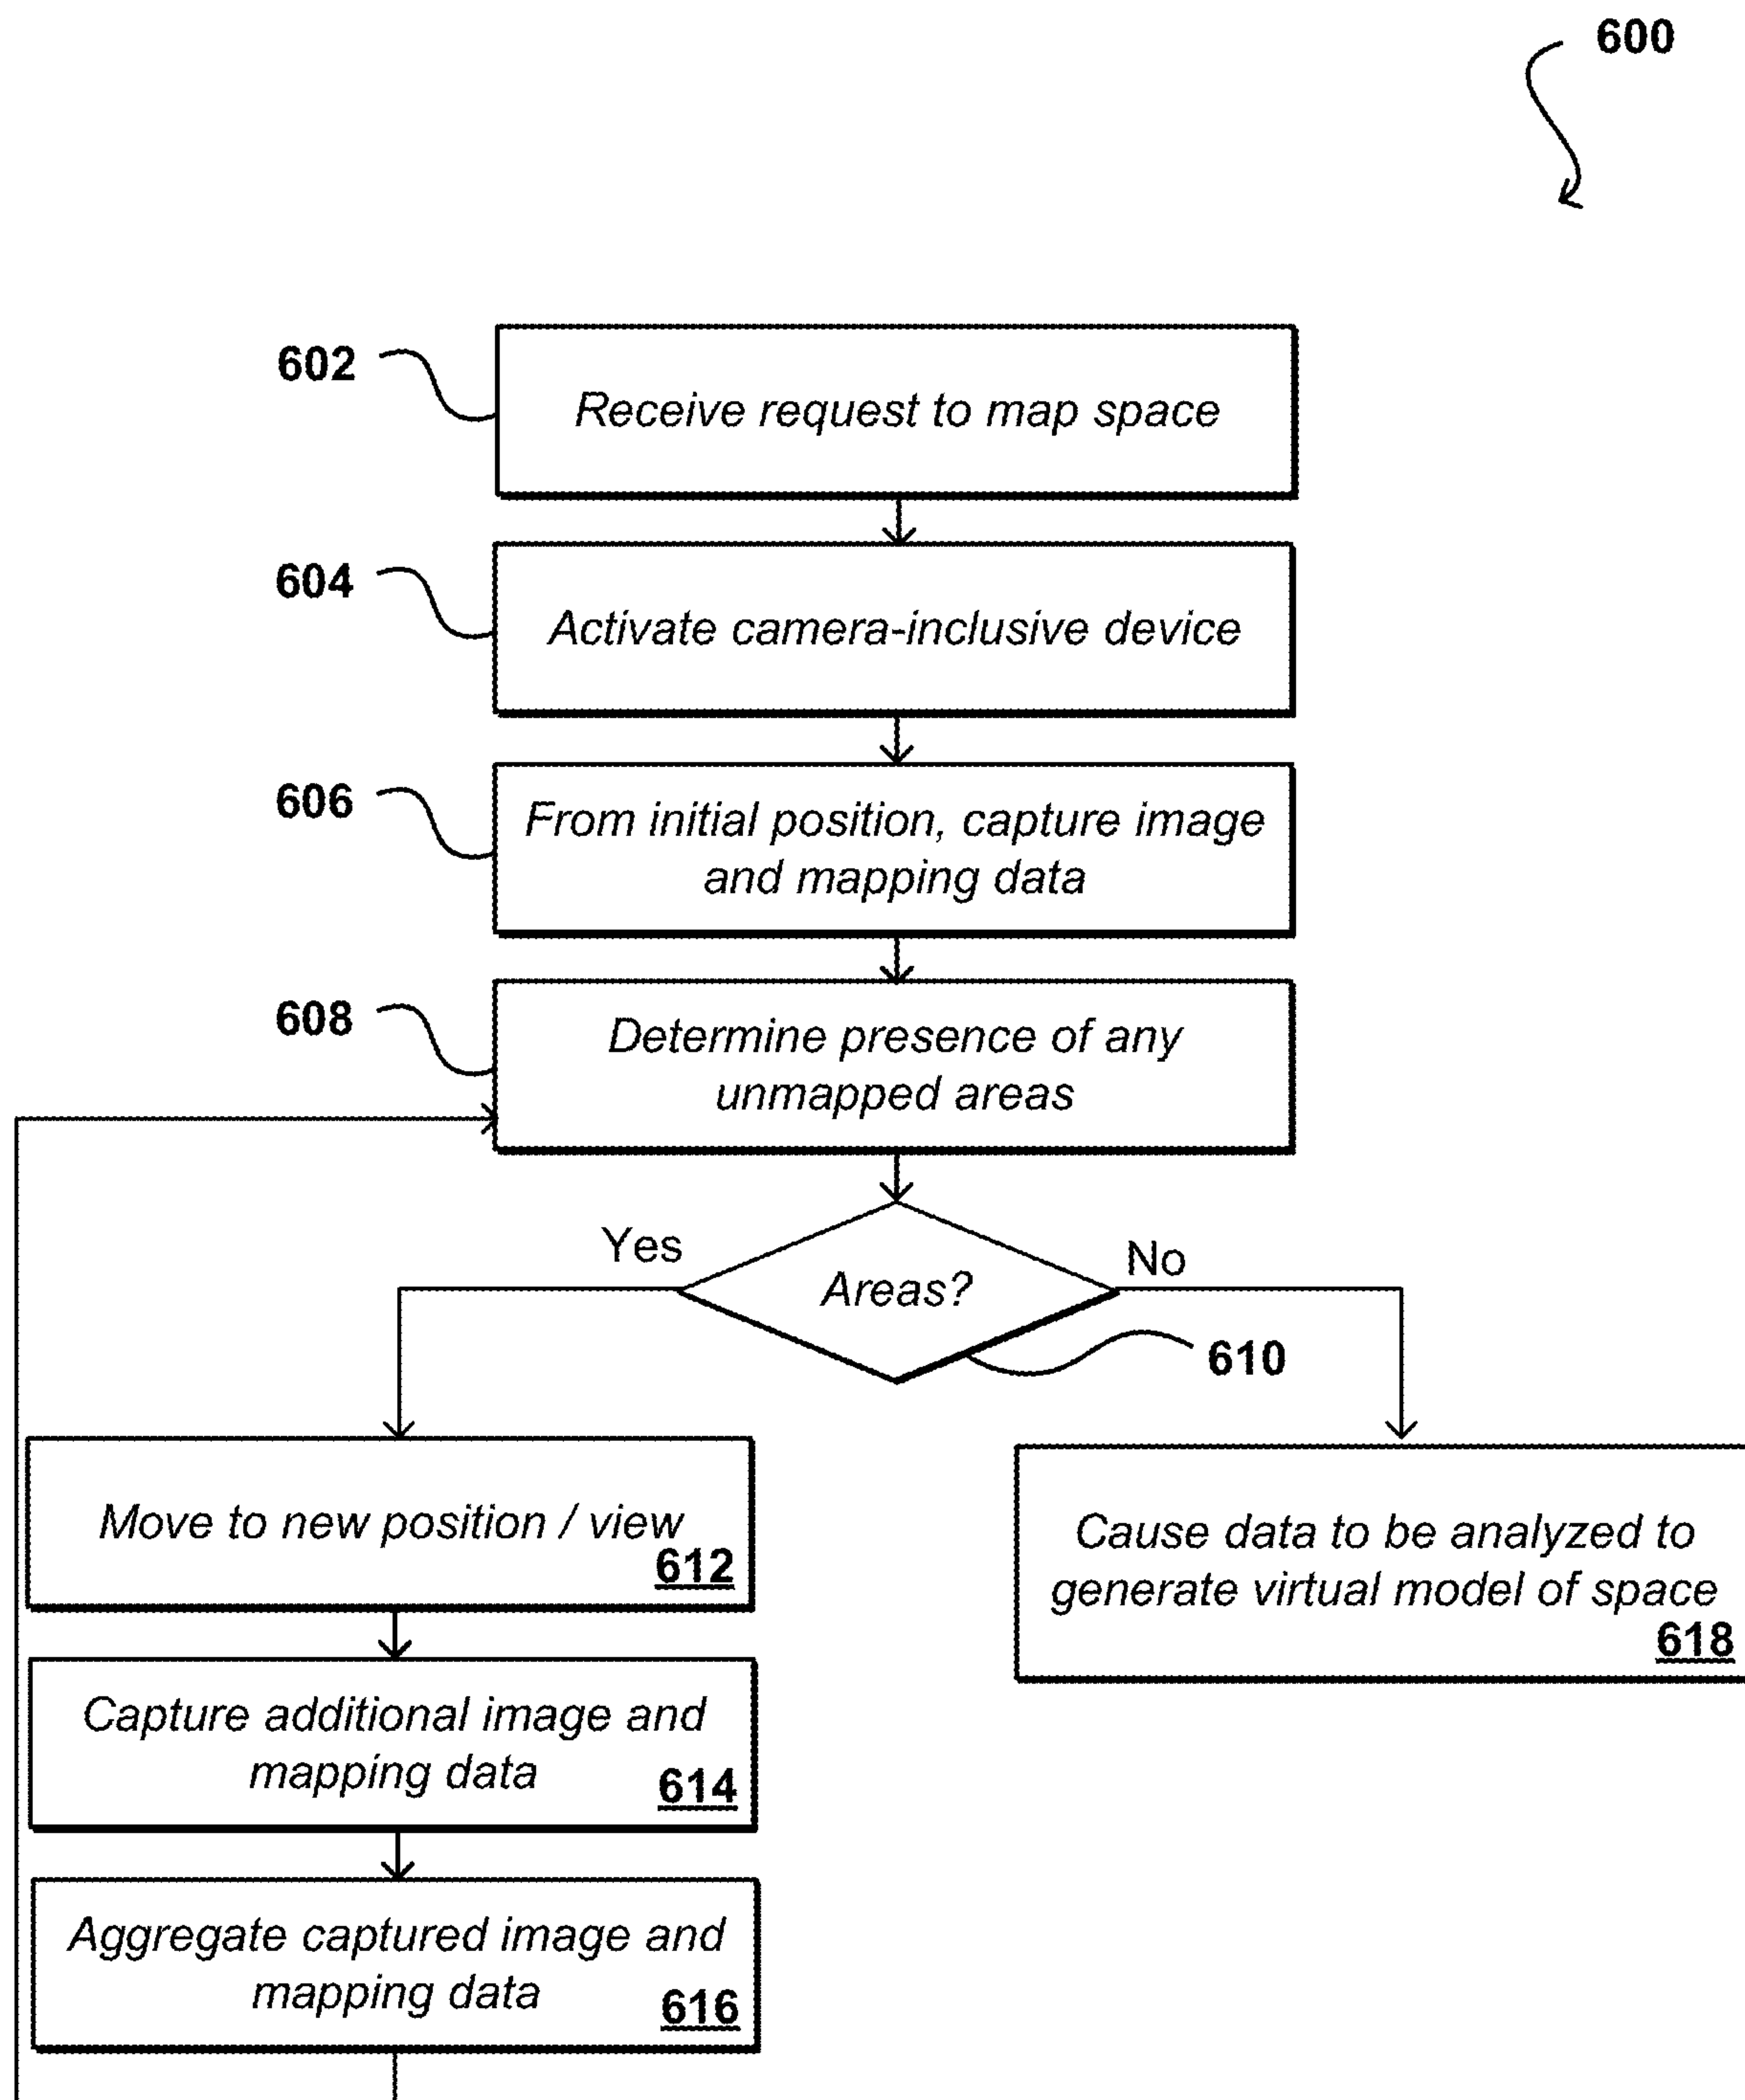 600
602
Receive request to map space
604
Activate camera-inclusive device
606
From initial position, capture image
and mapping data
608
Determine presence of any
unmapped areas
Yes
Areas?
No
610
Move to new position / view
612
Cause data to be analyzed to
generate virtual model of space
618
Capture additional image and
mapping data
614
Aggregate captured image and
mapping data
616